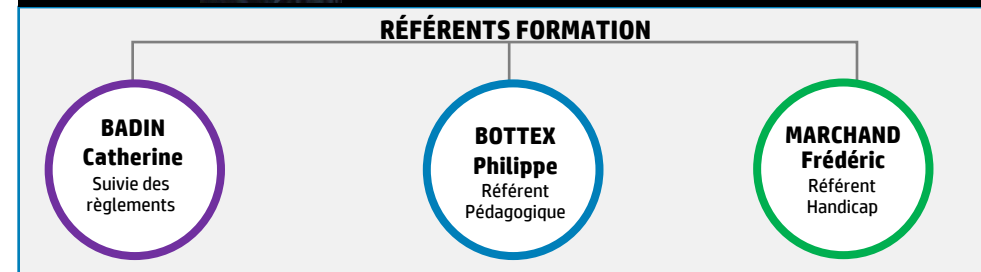 RÉFÉRENTS FORMATION
BADIN
Catherine
Suivie des
règlements
BOTTEX
Philippe
Référent
Pédagogique
MARCHAND
Frédéric
Référent
Handicap